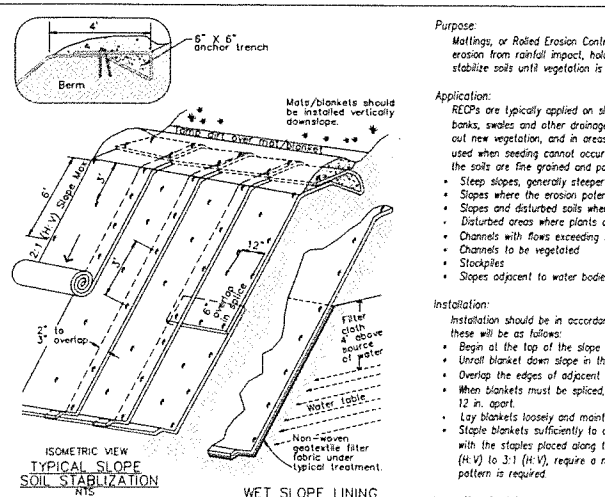 4'
6" X 6"
anchor trench
Berm
Mats/blankets should
be installed vertically
downslope.
Tamp dirt over mat/blanket
6'
3'
2:1 (H:V) Slope Max
3'
12"
6"
overlap
in splice
2" to
3"
overlap
Filter
cloth
4' above
source
of water
Water table
Non-woven
geotextile filter
fabric under
typical treatment.
ISOMETRIC VIEW
TYPICAL SLOPE
SOIL STABLIZATION
NTS
WET SLOPE LINING
Purpose:
Mattings, or Rolled Erosion Contr
erosion from rainfall impact, hol
stabilize soils until vegetation is
Application:
RECPs are typically applied on sl
banks, swales and other drainage
out new vegetation, and in areas
used when seeding cannot occur
the soils are fine grained and po
• Steep slopes, generally steeper
• Slopes where the erosion poten
• Slopes and disturbed soils whe
• Disturbed areas where plants a
• Channels with flows exceeding
• Channels to be vegetated
• Stockpiles
• Slopes adjacent to water bodie
Installation:
Installation should be in accordan
these will be as follows:
• Begin at the top of the slope
• Unroll blanket down slope in th
• Overlap the edges of adjacent
• When blankets must be spliced,
12 in. apart.
• Lay blankets loosely and maint
• Staple blankets sufficiently to a
with the staples placed along t
(H: V) to 3:1 (H: V), require a m
pattern is required.